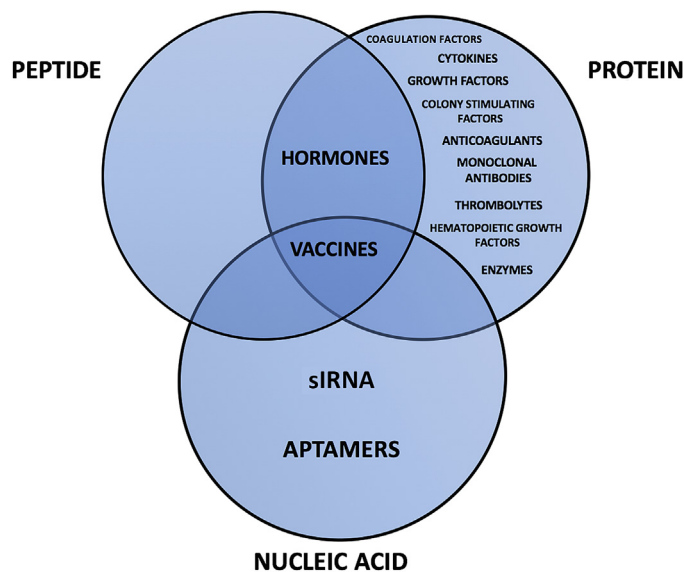 COAGULATION FACTORS
CYTOKINES
PEPTIDE
PROTEIN
GROWTH FACTORS
COLONY STIMULATING
FACTORS
ANTICOAGULANTS
HORMONES
MONOCLONAL
ANTIBODIES
THROMBOLYTES
HEMATOPOIETIC GROWTH
FACTORS
VACCINES
ENZYMES
sIRNA
APTAMERS
NUCLEIC ACID